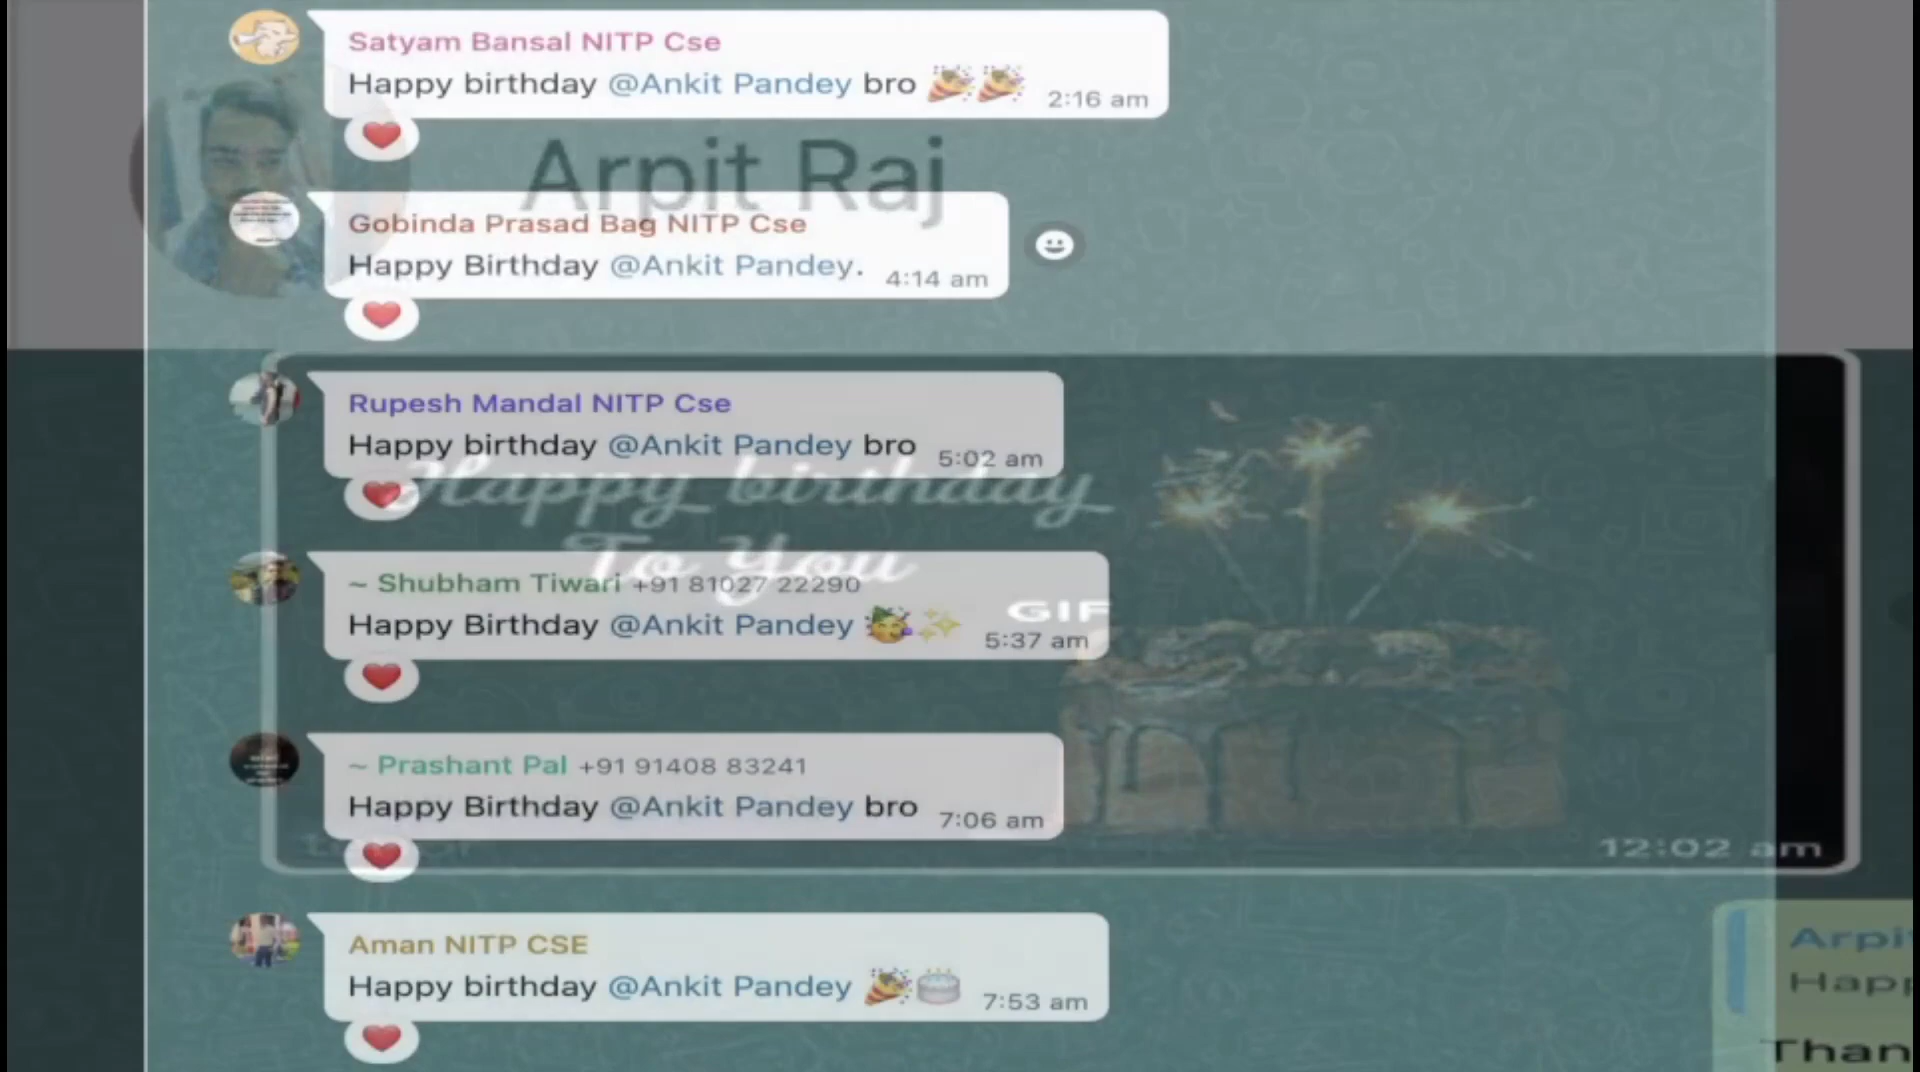 Satyam Bansal NITP Cse
Happy birthday @Ankit Pandey bro 🎉🎉 2:16 am
Arpit Raj
Gobinda Prasad Bag NITP Cse
Happy Birthday @Ankit Pandey. 4:14 am
Rupesh Mandal NITP Cse
Happy birthday @Ankit Pandey bro 5:02 am
Happy birthday
To You
~ Shubham Tiwari +91 81027 22290
Happy Birthday @Ankit Pandey 🥳✨ 5:37 am
GIF
~ Prashant Pal +91 91408 83241
Happy Birthday @Ankit Pandey bro 7:06 am
12:02 am
Aman NITP CSE
Happy birthday @Ankit Pandey 🎉🎂 7:53 am
Arpi
Happ
Than